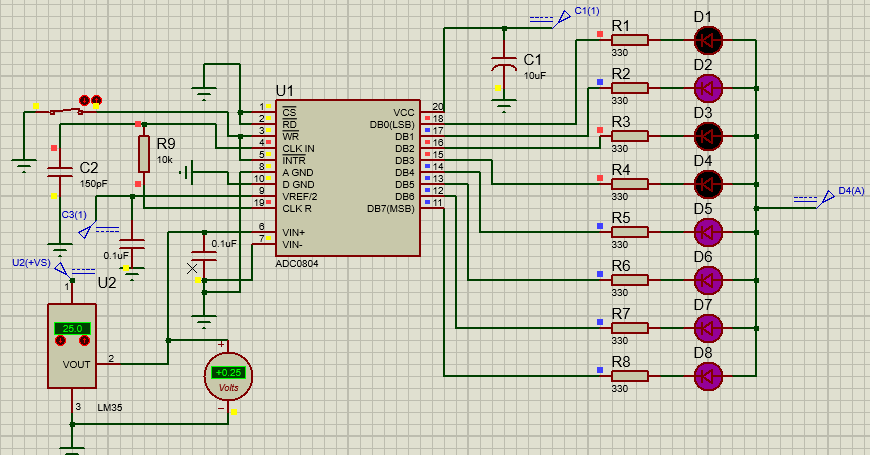 C1(1)
R1
330
D1
C1
10uF
R2
330
D2
U1
R3
330
D3
R4
330
D4
D4(A)
R5
330
D5
R6
330
D6
R7
330
D7
R8
330
D8
1 CS
2 RD
3 WR
4 CLK IN
5 INTR
8 A GND
10 D GND
9 VREF/2
19 CLK R
6 VIN+
7 VIN-
VCC 20
DB0(LSB) 18
DB1 17
DB2 16
DB3 15
DB4 14
DB5 13
DB6 12
DB7(MSB) 11
ADC0804
R9
10k
C2
150pF
C3(1)
0.1uF
0.1uF
U2(+VS)
1
U2
25.0
VOUT 2
3
LM35
+
+0.25
Volts
−